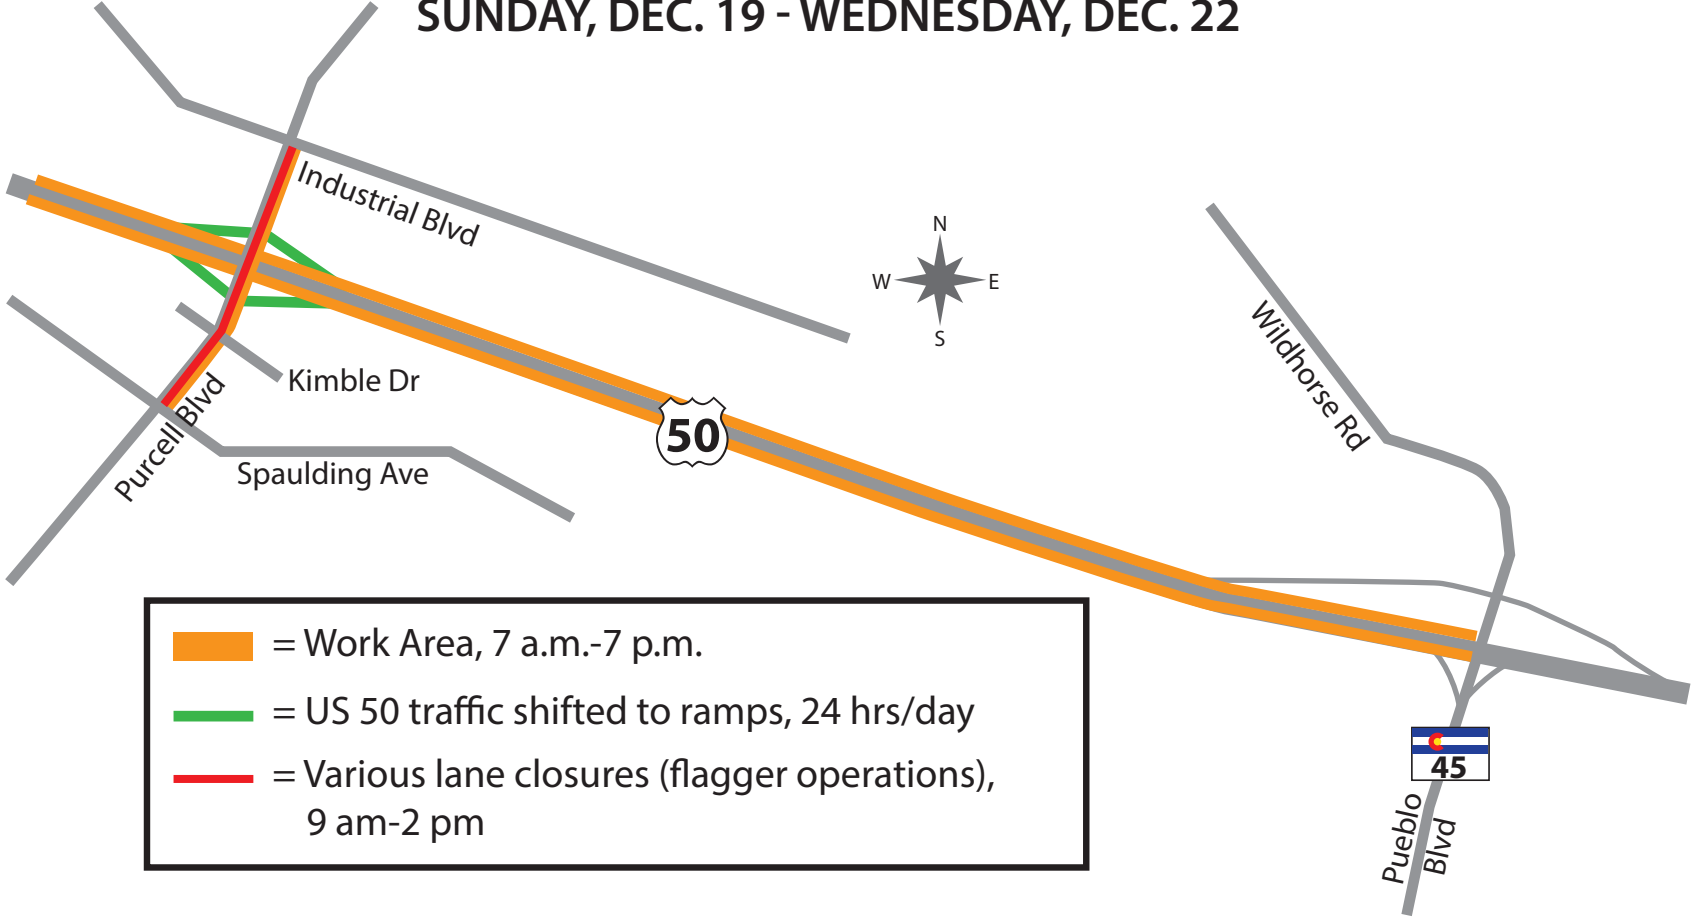 SUNDAY, DEC. 19 - WEDNESDAY, DEC. 22
Industrial Blvd
N
W
E
S
Wildhorse Rd
Kimble Dr
Purcell Blvd
50
Spaulding Ave
= Work Area, 7 a.m.-7 p.m.
= US 50 traffic shifted to ramps, 24 hrs/day
= Various lane closures (flagger operations),
9 am-2 pm
45
Pueblo
Blvd